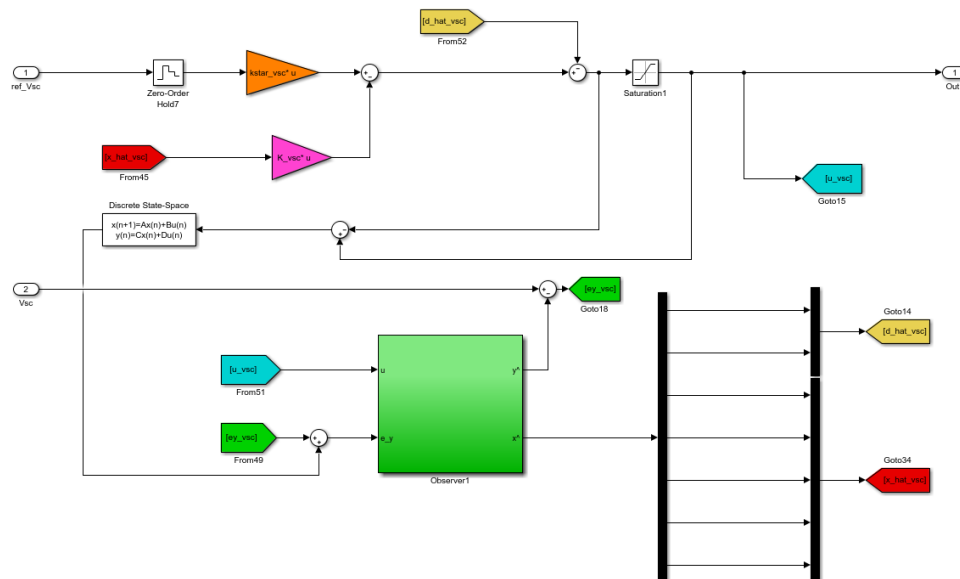 [d_hat_vsc]
From52
1
ref_Vsc
Zero-Order
Hold7
kstar_vsc* u
+
-
-
+
Saturation1
1
Out
[x_hat_vsc]
From45
K_vsc* u
[u_vsc]
Goto15
Discrete State-Space
x(n+1)=Ax(n)+Bu(n)
y(n)=Cx(n)+Du(n)
-
+
2
Vsc
+
-
[ey_vsc]
Goto18
Goto14
[d_hat_vsc]
[u_vsc]
From51
u
y^
[ey_vsc]
From49
+
+
e_y
x^
Observer1
Goto34
[x_hat_vsc]